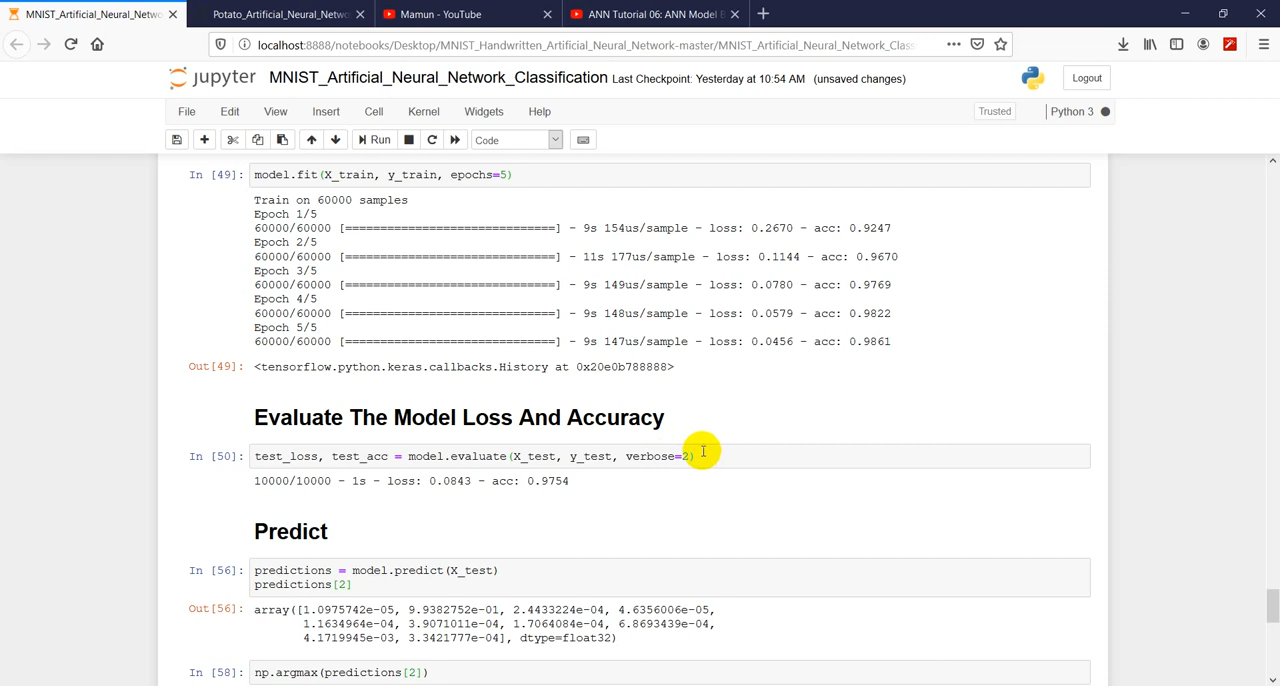 MNIST_Artificial_Neural_Network
Potato_Artificial_Neural_Netwo
Mamun - YouTube
ANN Tutorial 06: ANN Model
localhost:8888/notebooks/Desktop/MNIST_Handwritten_Artificial_Neural_Network-master/MNIST_Artificial_Neural_Network_Clas
jupyter MNIST_Artificial_Neural_Network_Classification Last Checkpoint: Yesterday at 10:54 AM (unsaved changes)
Logout
File Edit View Insert Cell Kernel Widgets Help
Trusted
Python 3
Run
Code
In [49]: model.fit(X_train, y_train, epochs=5)
Train on 60000 samples
Epoch 1/5
60000/60000 [==============================] - 9s 154us/sample - loss: 0.2670 - acc: 0.9247
Epoch 2/5
60000/60000 [==============================] - 11s 177us/sample - loss: 0.1144 - acc: 0.9670
Epoch 3/5
60000/60000 [==============================] - 9s 149us/sample - loss: 0.0780 - acc: 0.9769
Epoch 4/5
60000/60000 [==============================] - 9s 148us/sample - loss: 0.0579 - acc: 0.9822
Epoch 5/5
60000/60000 [==============================] - 9s 147us/sample - loss: 0.0456 - acc: 0.9861
Out[49]: <tensorflow.python.keras.callbacks.History at 0x20e0b788888>
Evaluate The Model Loss And Accuracy
In [50]: test_loss, test_acc = model.evaluate(X_test, y_test, verbose=2)
10000/10000 - 1s - loss: 0.0843 - acc: 0.9754
Predict
In [56]: predictions = model.predict(X_test)
predictions[2]
Out[56]: array([1.0975742e-05, 9.9382752e-01, 2.4433224e-04, 4.6356006e-05,
1.1634964e-04, 3.9071011e-04, 1.7064084e-04, 6.8693439e-04,
4.1719945e-03, 3.3421777e-04], dtype=float32)
In [58]: np.argmax(predictions[2])